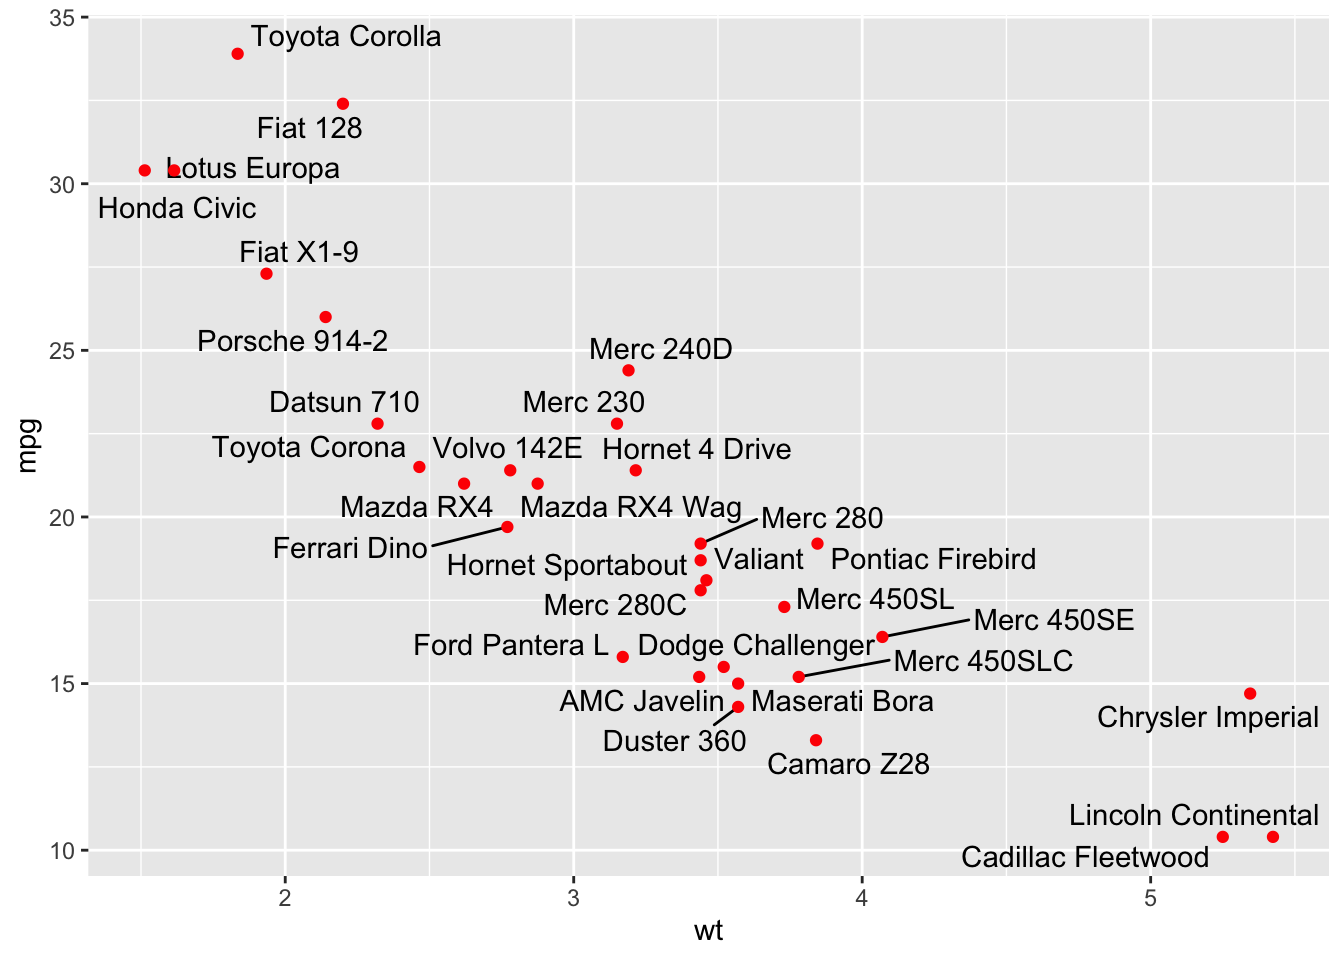 35
Toyota Corolla
Fiat 128
Lotus Europa
30
Honda Civic
Fiat X1-9
Porsche 914-2
25
Merc 240D
Datsun 710
Merc 230
mpg
Toyota Corona
Volvo 142E
Hornet 4 Drive
Mazda RX4
Mazda RX4 Wag
20
Merc 280
Ferrari Dino
Hornet Sportabout
Valiant
Pontiac Firebird
Merc 280C
Merc 450SL
Merc 450SE
Ford Pantera L
Dodge Challenger
Merc 450SLC
15
AMC Javelin
Maserati Bora
Chrysler Imperial
Duster 360
Camaro Z28
Lincoln Continental
10
Cadillac Fleetwood
2
3
4
5
wt